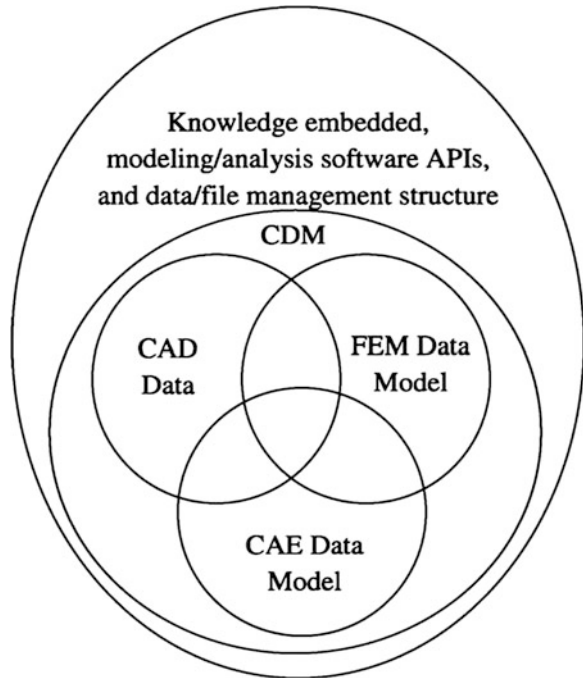 Knowledge embedded,
modeling/analysis software APIs,
and data/file management structure
CDM
CAD
Data
FEM Data
Model
CAE Data
Model